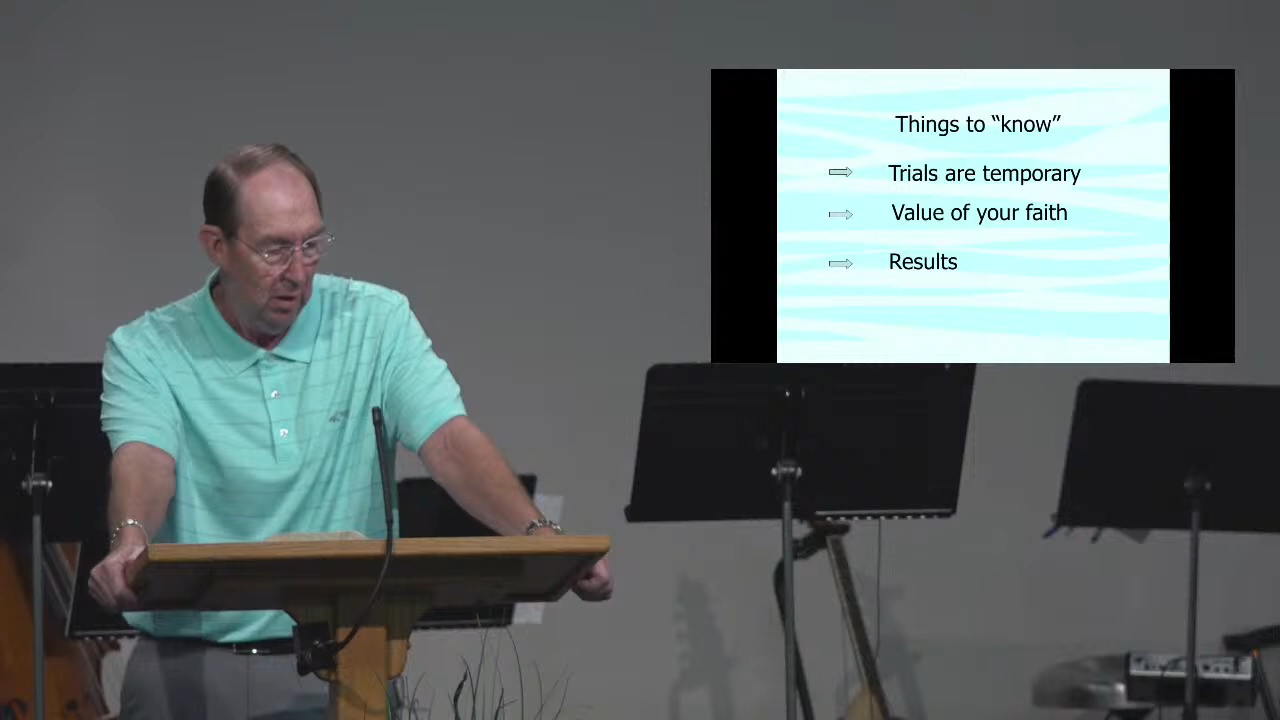 Things to “know”
Trials are temporary
Value of your faith
Results